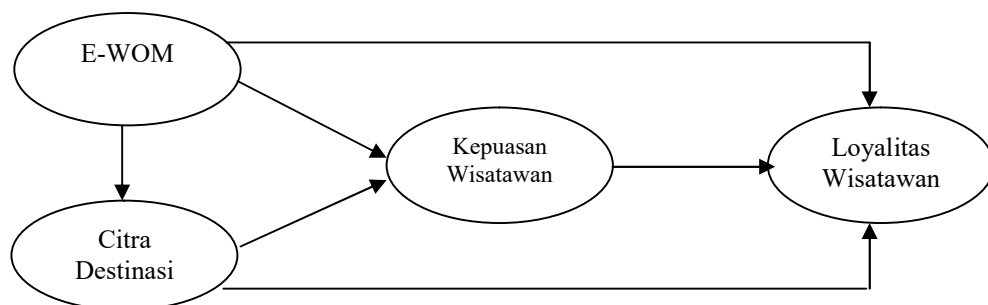 E-WOM
Kepuasan
Wisatawan
Loyalitas
Wisatawan
Citra
Destinasi